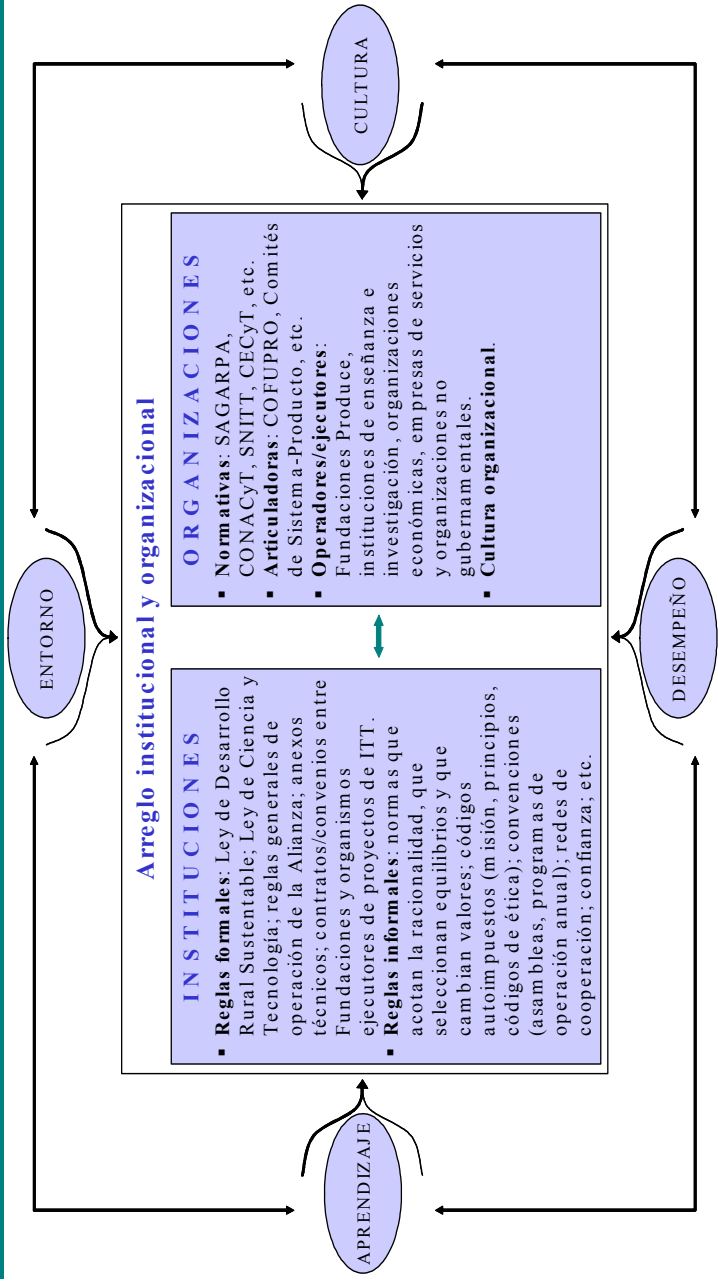 ENTORNO
Arreglo institucional y organizacional
INSTITUCIONES
▪ Reglas formales: Ley de Desarrollo
Rural Sustentable; Ley de Ciencia y
Tecnología; reglas generales de
operación de la Alianza; anexos
técnicos; contratos/convenios entre
Fundaciones y organismos
ejecutores de proyectos de ITT.
▪ Reglas informales: normas que
acotan la racionalidad, que
seleccionan equilibrios y que
cambian valores; códigos
autoimpuestos (misión, principios,
códigos de ética); convenciones
(asambleas, programas de
operación anual); redes de
cooperación; confianza; etc.
ORGANIZACIONES
▪ Normativas: SAGARPA,
CONACyT, SNITT, CECyT, etc.
▪ Articuladoras: COFUPRO, Comités
de Sistema-Producto, etc.
▪ Operadores/ejecutores:
Fundaciones Produce,
instituciones de enseñanza e
investigación, organizaciones
económicas, empresas de servicios
y organizaciones no
gubernamentales.
▪ Cultura organizacional.
APRENDIZAJE
CULTURA
DESEMPEÑO